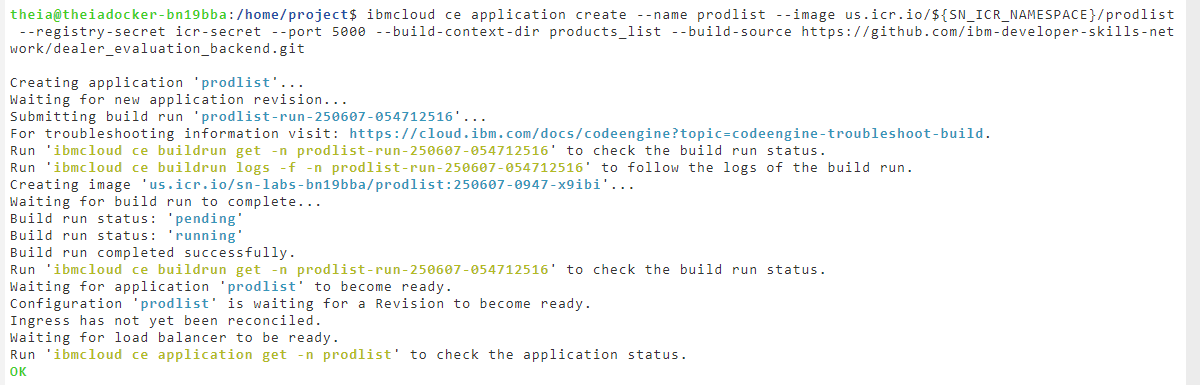 theia@theiadocker-bn19bba:/home/project$ ibmcloud ce application create --name prodlist --image us.icr.io/${SN_ICR_NAMESPACE}/prodlist
 --registry-secret icr-secret --port 5000 --build-context-dir products_list --build-source https://github.com/ibm-developer-skills-net
work/dealer_evaluation_backend.git
Creating application 'prodlist'...
Waiting for new application revision...
Submitting build run 'prodlist-run-250607-054712516'...
For troubleshooting information visit: https://cloud.ibm.com/docs/codeengine?topic=codeengine-troubleshoot-build.
Run 'ibmcloud ce buildrun get -n prodlist-run-250607-054712516' to check the build run status.
Run 'ibmcloud ce buildrun logs -f -n prodlist-run-250607-054712516' to follow the logs of the build run.
Creating image 'us.icr.io/sn-labs-bn19bba/prodlist:250607-0947-x9ibi'...
Waiting for build run to complete...
Build run status: 'pending'
Build run status: 'running'
Build run completed successfully.
Run 'ibmcloud ce buildrun get -n prodlist-run-250607-054712516' to check the build run status.
Waiting for application 'prodlist' to become ready.
Configuration 'prodlist' is waiting for a Revision to become ready.
Ingress has not yet been reconciled.
Waiting for load balancer to be ready.
Run 'ibmcloud ce application get -n prodlist' to check the application status.
OK